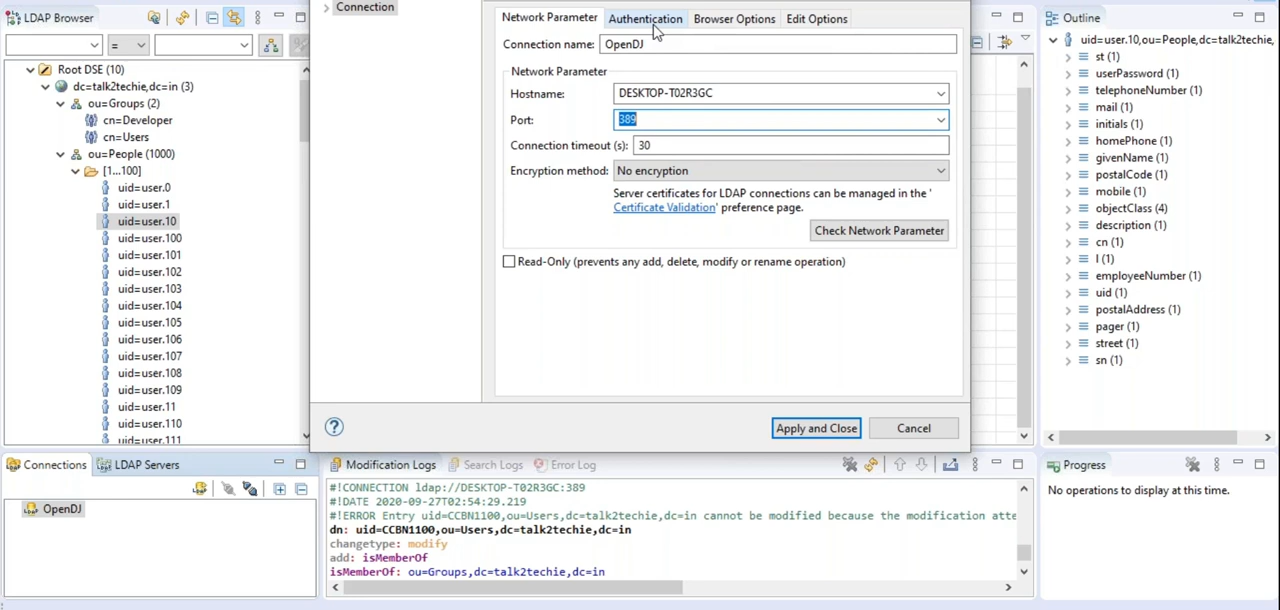 LDAP Browser
=
Root DSE (10)
dc=talk2techie,dc=in (3)
ou=Groups (2)
cn=Developer
cn=Users
ou=People (1000)
[1...100]
uid=user.0
uid=user.1
uid=user.10
uid=user.100
uid=user.101
uid=user.102
uid=user.103
uid=user.104
uid=user.105
uid=user.106
uid=user.107
uid=user.108
uid=user.109
uid=user.11
uid=user.110
uid=user.111
Connection
Network Parameter Authentication Browser Options Edit Options
Connection name: OpenDJ
Network Parameter
Hostname: DESKTOP-T02R3GC
Port: 389
Connection timeout (s): 30
Encryption method: No encryption
Server certificates for LDAP connections can be managed in the '
Certificate Validation' preference page.
Check Network Parameter
Read-Only (prevents any add, delete, modify or rename operation)
Apply and Close Cancel
Outline
uid=user.10,ou=People,dc=talk2techie,
st (1)
userPassword (1)
telephoneNumber (1)
mail (1)
initials (1)
homePhone (1)
givenName (1)
postalCode (1)
mobile (1)
objectClass (4)
description (1)
cn (1)
l (1)
employeeNumber (1)
uid (1)
postalAddress (1)
pager (1)
street (1)
sn (1)
Connections LDAP Servers
OpenDJ
Modification Logs Search Logs Error Log
#!CONNECTION ldap://DESKTOP-T02R3GC:389
#!DATE 2020-09-27T02:54:29.219
#!ERROR Entry uid=CCBN1100,ou=Users,dc=talk2techie,dc=in cannot be modified because the modification atte
dn: uid=CCBN1100,ou=Users,dc=talk2techie,dc=in
changetype: modify
add: isMemberOf
isMemberOf: ou=Groups,dc=talk2techie,dc=in
Progress
No operations to display at this time.